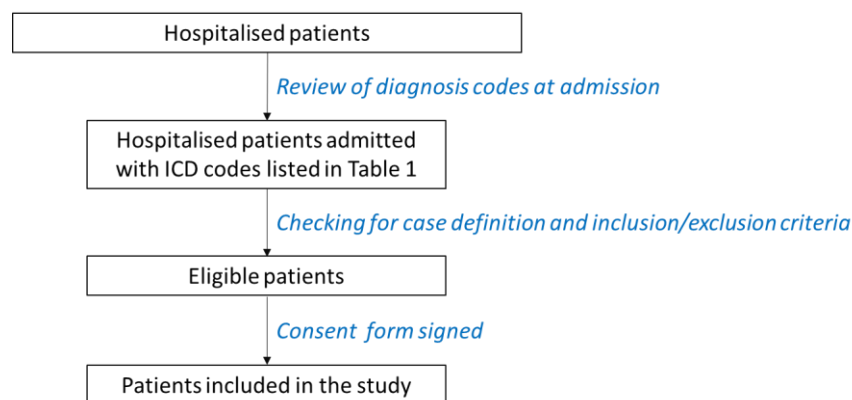 Hospitalised patients
Review of diagnosis codes at admission
Hospitalised patients admitted
with ICD codes listed in Table 1
Checking for case definition and inclusion/exclusion criteria
Eligible patients
Consent form signed
Patients included in the study